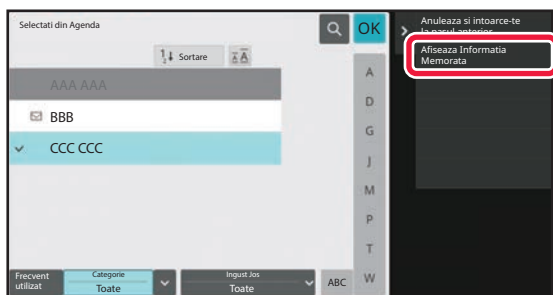 Selectati din Agenda
OK
Anuleaza si intoarce-te
la pasul anterior
Afiseaza Informatia
Memorata
Sortare
AAA AAA
BBB
CCC CCC
A
D
G
J
M
P
T
W
Frecvent
utilizat
Categorie
Toate
Ingust Jos
Toate
ABC